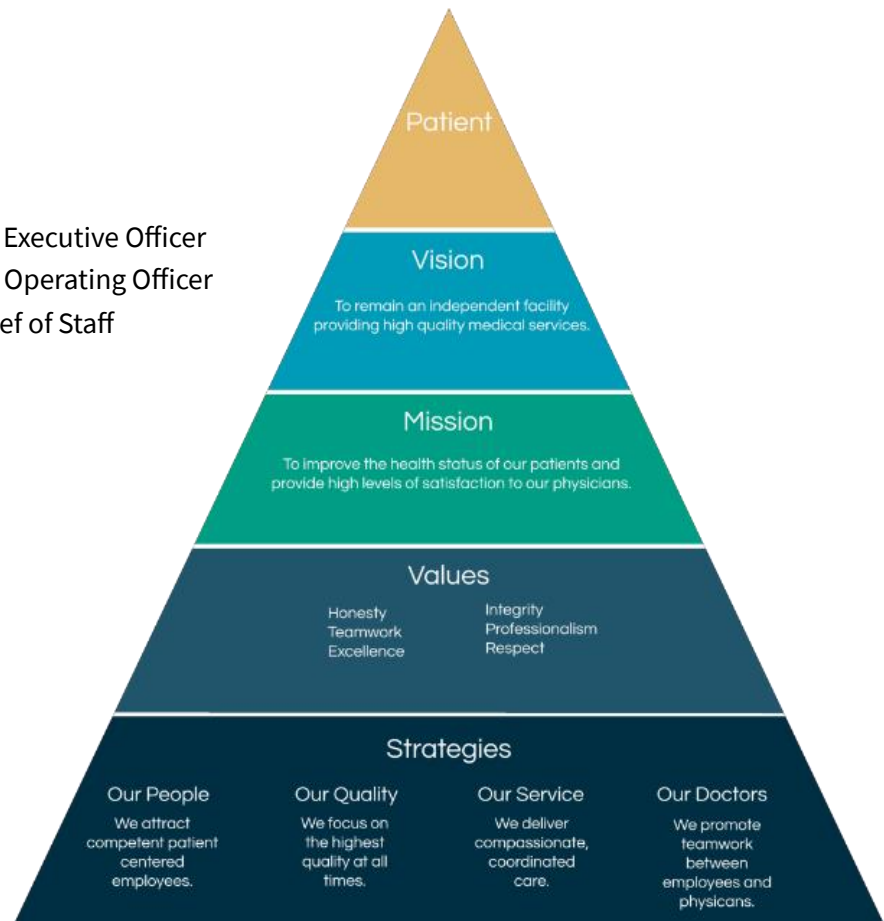 Patient
Executive Officer
Operating Officer
ef of Staff
Vision
To remain an independent facility
providing high quality medical services.
Mission
To improve the health status of our patients and
provide high levels of satisfaction to our physicians.
Values
Honesty
Teamwork
Excellence
Integrity
Professionalism
Respect
Strategies
Our People
We attract
competent patient
centered
employees.
Our Quality
We focus on
the highest
quality at all
times.
Our Service
We deliver
compassionate,
coordinated
care.
Our Doctors
We promote
teamwork
between
employees and
physicans.